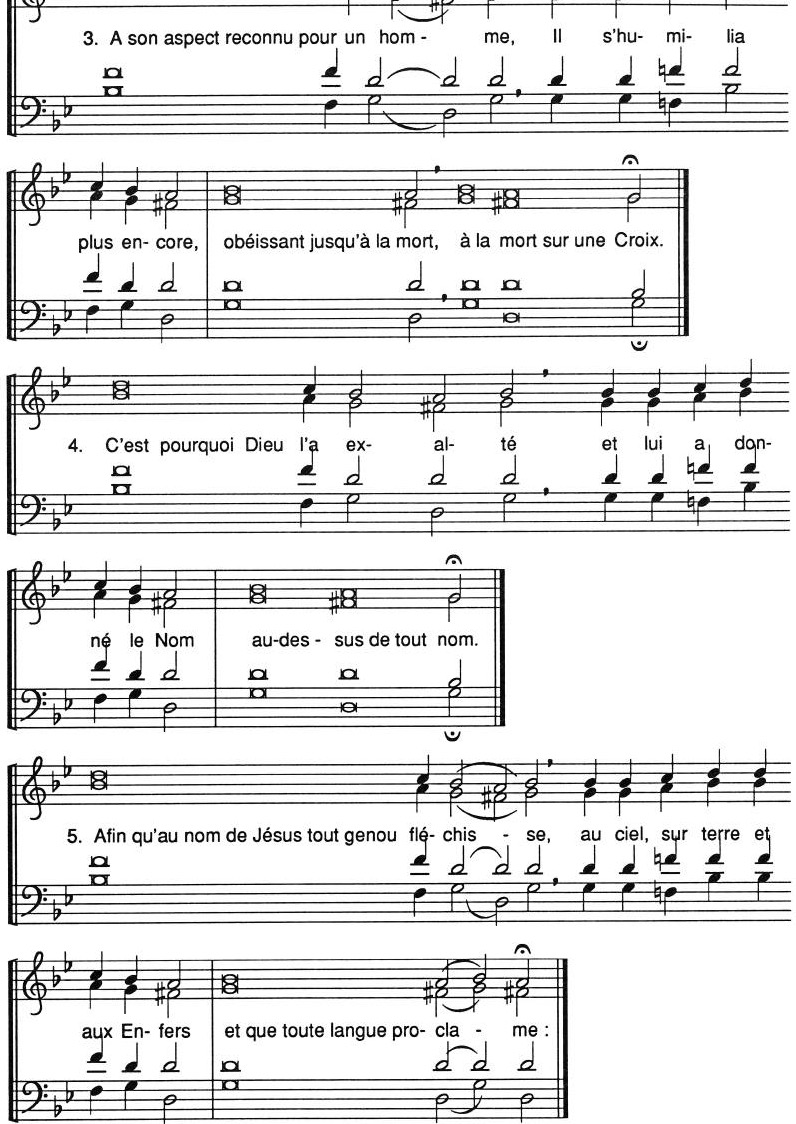 3. A son aspect reconnu pour un hom - me, Il s'hu- mi- lia
plus en- core, obéissant jusqu'à la mort, à la mort sur une Croix.
4. C'est pourquoi Dieu l'a ex- al- té et lui a don-
né le Nom au-des - sus de tout nom.
5. Afin qu'au nom de Jésus tout genou flé- chis - se, au ciel, sur terre et
aux En- fers et que toute langue pro- cla - me :